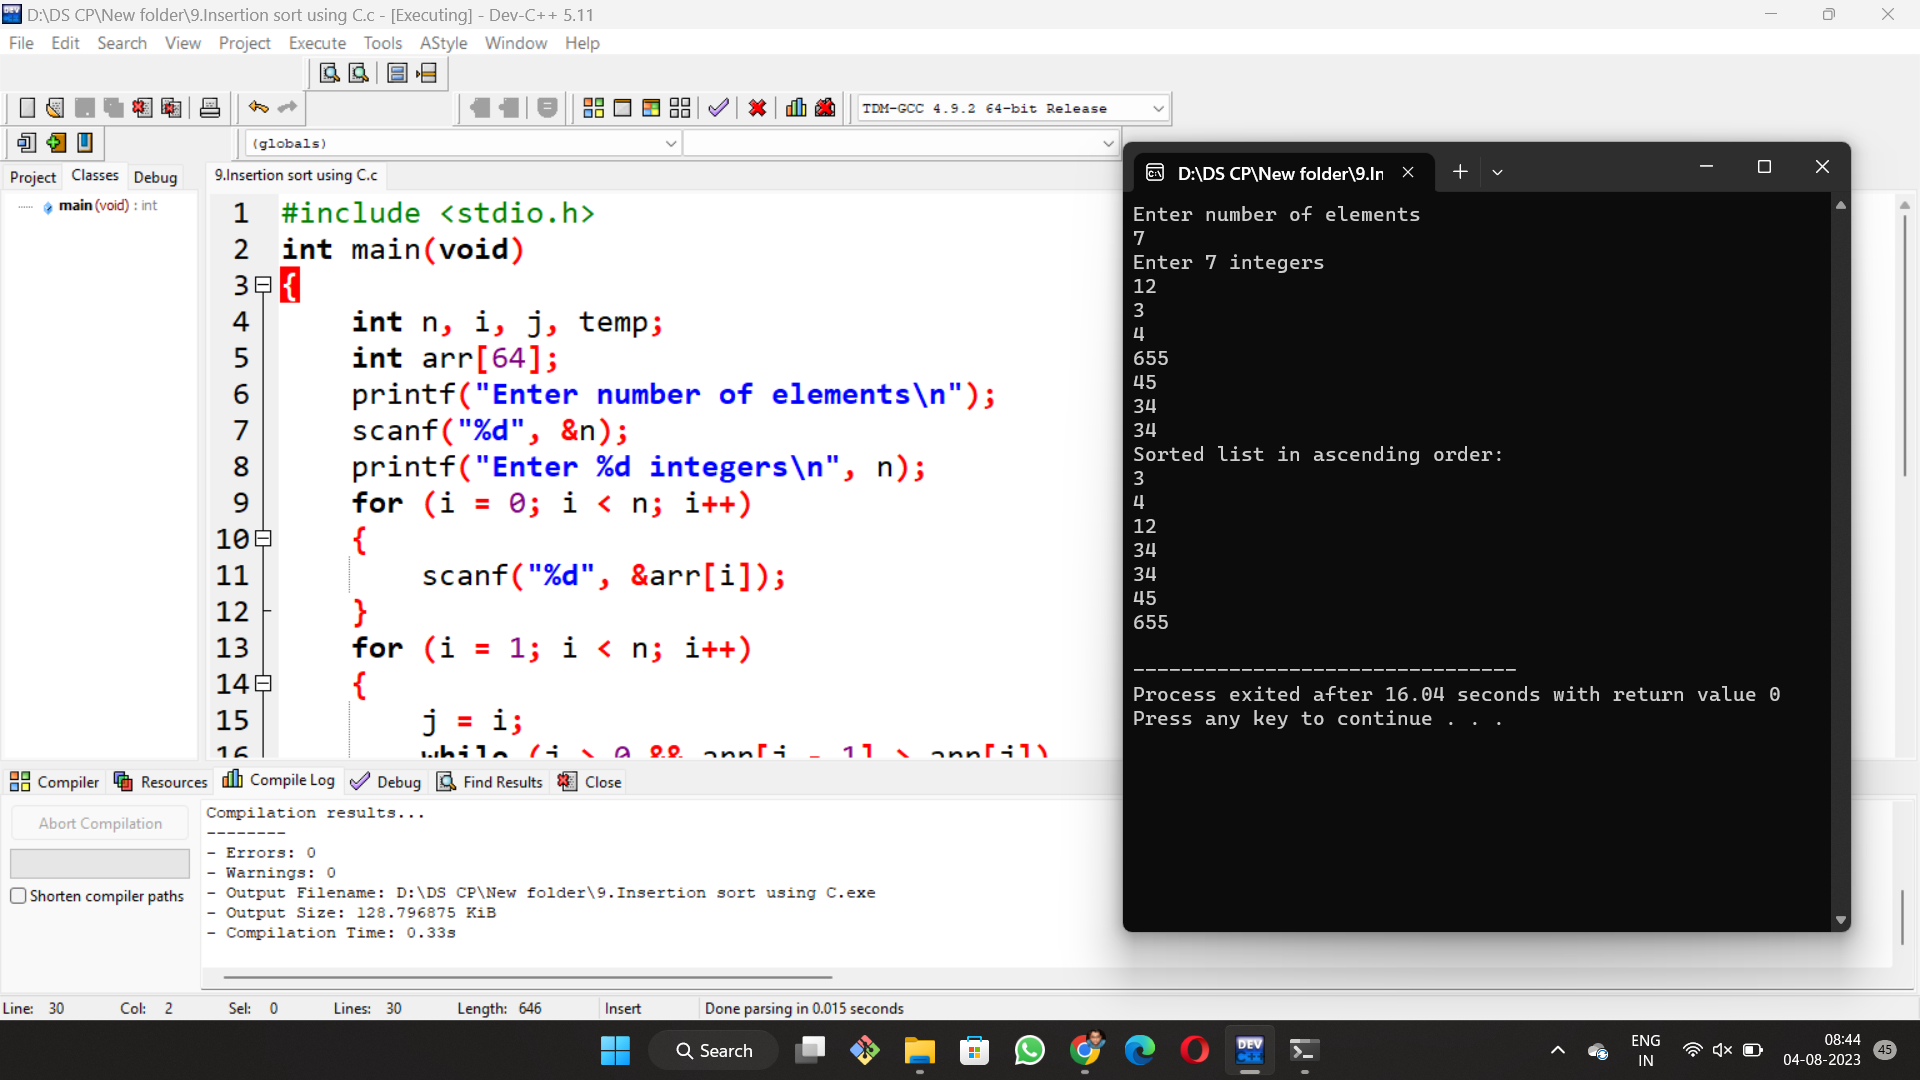 D:\DS CP\New folder\9.Insertion sort using C.c - [Executing] - Dev-C++ 5.11
File Edit Search View Project Execute Tools AStyle Window Help
TDM-GCC 4.9.2 64-bit Release
(globals)
Project Classes Debug
main (void) : int
9.Insertion sort using C.c
1 #include <stdio.h>
2 int main(void)
3 {
4 int n, i, j, temp;
5 int arr[64];
6 printf("Enter number of elements\n");
7 scanf("%d", &n);
8 printf("Enter %d integers\n", n);
9 for (i = 0; i < n; i++)
10 {
11 scanf("%d", &arr[i]);
12 }
13 for (i = 1; i < n; i++)
14 {
15 j = i;
16 while (j > 0 && arr[j - 1] > arr[j])
D:\DS CP\New folder\9.In
Enter number of elements
7
Enter 7 integers
12
3
4
655
45
34
34
Sorted list in ascending order:
3
4
12
34
34
45
655
--------------------------------
Process exited after 16.04 seconds with return value 0
Press any key to continue . . .
Compiler Resources Compile Log Debug Find Results Close
Abort Compilation
Shorten compiler paths
Compilation results...
--------
- Errors: 0
- Warnings: 0
- Output Filename: D:\DS CP\New folder\9.Insertion sort using C.exe
- Output Size: 128.796875 KiB
- Compilation Time: 0.33s
Line: 30 Col: 2 Sel: 0 Lines: 30 Length: 646 Insert Done parsing in 0.015 seconds
Search
DEV C++
ENG
IN
08:44
04-08-2023
45